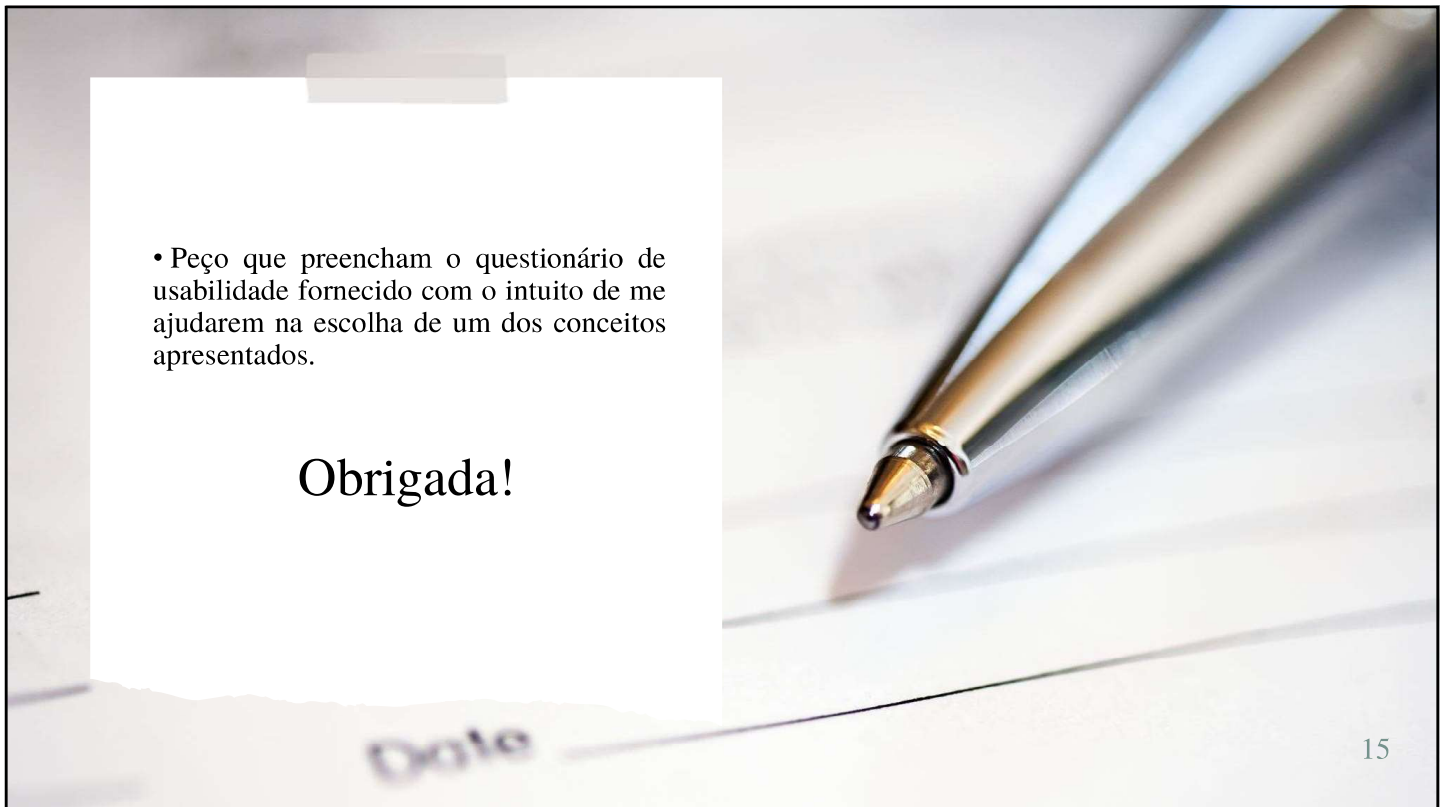 • Peço que preencham o questionário de
usabilidade fornecido com o intuito de me
ajudarem na escolha de um dos conceitos
apresentados.
Obrigada!
Date
15